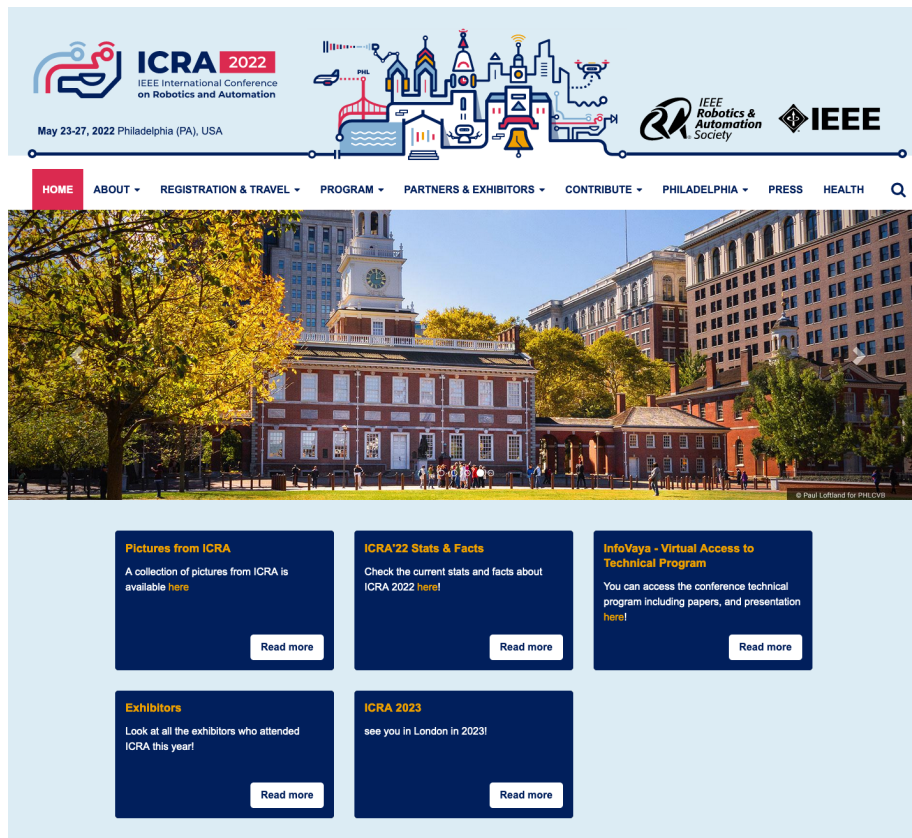 ICRA 2022
IEEE International Conference
on Robotics and Automation
May 23-27, 2022 Philadelphia (PA), USA
PHL
IEEE
Robotics &
Automation
Society
RA
IEEE
HOME ABOUT REGISTRATION & TRAVEL PROGRAM PARTNERS & EXHIBITORS CONTRIBUTE PHILADELPHIA PRESS HEALTH
© Paul Loftland for PHLCVB
Pictures from ICRA
A collection of pictures from ICRA is
available here
Read more
ICRA'22 Stats & Facts
Check the current stats and facts about
ICRA 2022 here!
Read more
InfoVaya - Virtual Access to
Technical Program
You can access the conference technical
program including papers, and presentation
here!
Read more
Exhibitors
Look at all the exhibitors who attended
ICRA this year!
Read more
ICRA 2023
see you in London in 2023!
Read more